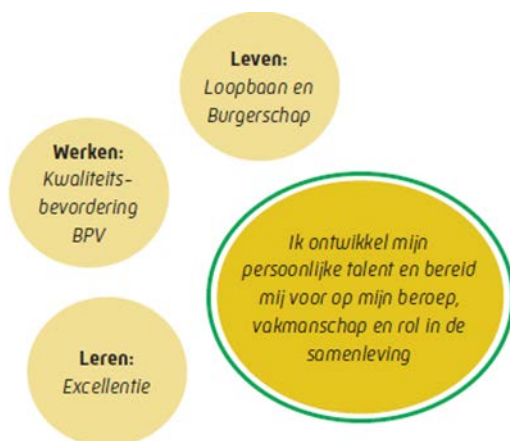 Leven:
Loopbaan en
Burgerschap
Werken:
Kwaliteits-
bevordering
BPV
Ik ontwikkel mijn
persoonlijke talent en bereid
mij voor op mijn beroep,
vakmanschap en rol in de
samenleving
Leren:
Excellentie